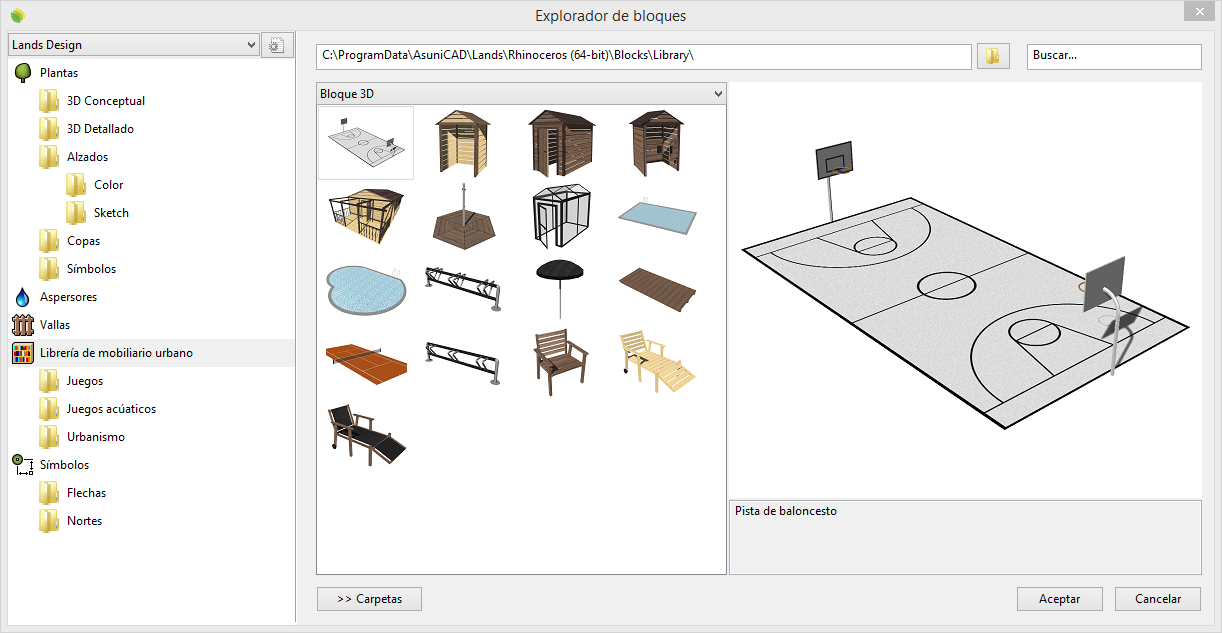 Explorador de bloques
Lands Design
Plantas
3D Conceptual
3D Detallado
Alzados
Color
Sketch
Copas
Símbolos
Aspersores
Vallas
Librería de mobiliario urbano
Juegos
Juegos acúaticos
Urbanismo
Símbolos
Flechas
Nortes
C:\ProgramData\AsuniCAD\Lands\Rhinoceros (64-bit)\Blocks\Library\
Buscar...
Bloque 3D
Pista de baloncesto
>> Carpetas
Aceptar
Cancelar